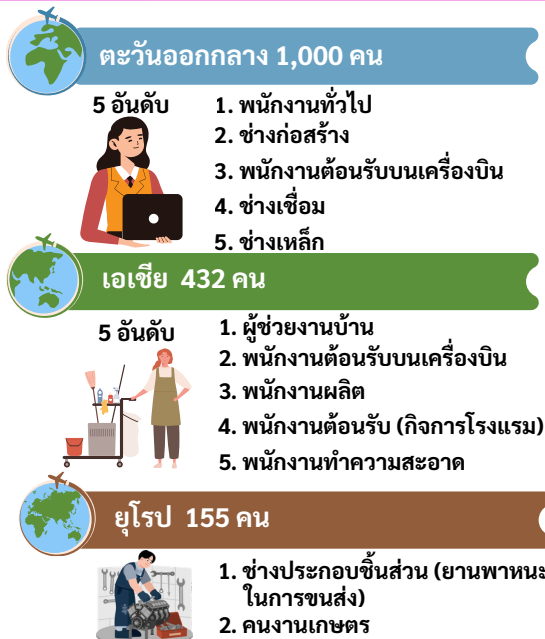 ตะวันออกกลาง 1,000 คน
5 อันดับ
1. พนักงานทั่วไป
2. ช่างก่อสร้าง
3. พนักงานต้อนรับบนเครื่องบิน
4. ช่างเชื่อม
5. ช่างเหล็ก
เอเชีย 432 คน
5 อันดับ
1. ผู้ช่วยงานบ้าน
2. พนักงานต้อนรับบนเครื่องบิน
3. พนักงานผลิต
4. พนักงานต้อนรับ (กิจการโรงแรม)
5. พนักงานทำความสะอาด
ยุโรป 155 คน
1. ช่างประกอบชิ้นส่วน (ยานพาหนะ
ในการขนส่ง)
2. คนงานเกษตร